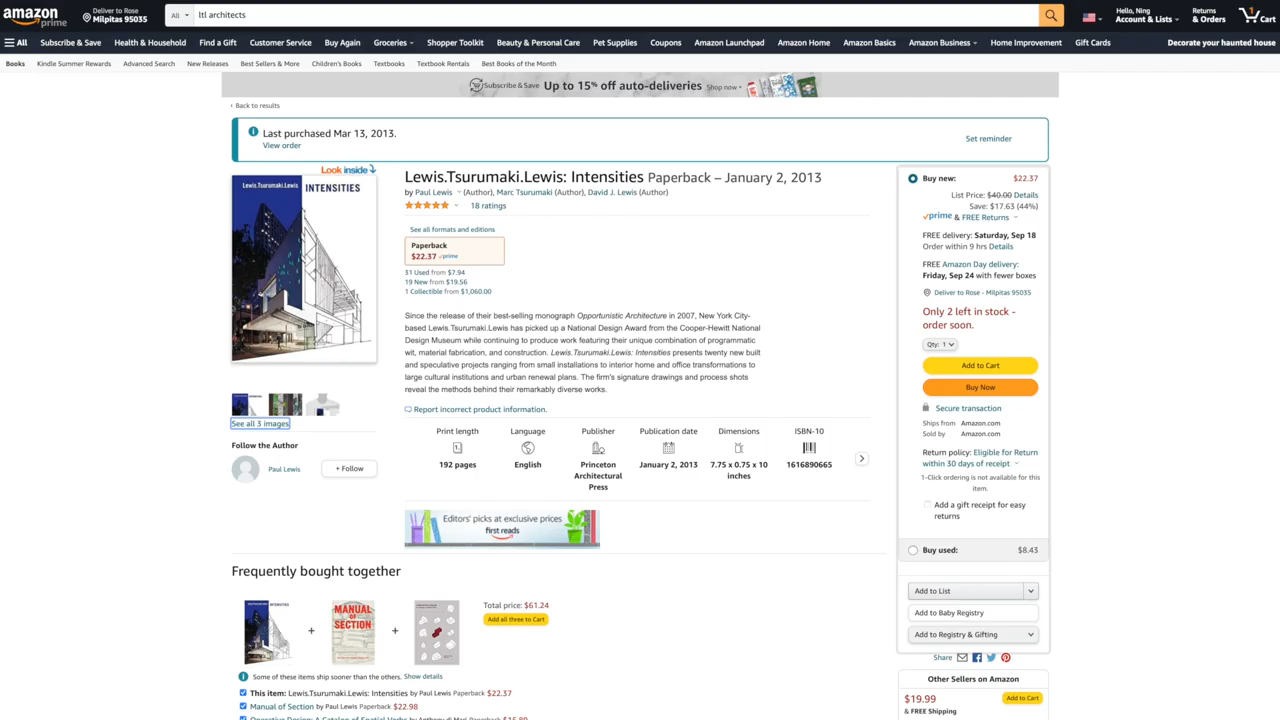 amazon
prime
Deliver to Rose
Milpitas 95035
All
ltl architects
Hello, Ning
Account & Lists
Returns
& Orders
1
Cart
All
Subscribe & Save
Health & Household
Find a Gift
Customer Service
Buy Again
Groceries
Shopper Toolkit
Beauty & Personal Care
Pet Supplies
Coupons
Amazon Launchpad
Amazon Home
Amazon Basics
Amazon Business
Home Improvement
Gift Cards
Decorate your haunted house
Books
Kindle Summer Rewards
Advanced Search
New Releases
Best Sellers & More
Children's Books
Textbooks
Textbook Rentals
Best Books of the Month
Subscribe & Save
Up to 15% off auto-deliveries
Shop now
‹ Back to results
Last purchased Mar 13, 2013.
View order
Set reminder
Look inside
Lewis.Tsurumaki.Lewis INTENSITIES
See all 3 images
Follow the Author
Paul Lewis
+ Follow
Lewis.Tsurumaki.Lewis: Intensities Paperback – January 2, 2013
by Paul Lewis (Author), Marc Tsurumaki (Author), David J. Lewis (Author)
18 ratings
See all formats and editions
Paperback
$22.37 prime
31 Used from $7.94
19 New from $19.56
1 Collectible from $1,060.00
Since the release of their best-selling monograph Opportunistic Architecture in 2007, New York City-
based Lewis.Tsurumaki.Lewis has picked up a National Design Award from the Cooper-Hewitt National
Design Museum while continuing to produce work featuring their unique combination of programmatic
wit, material fabrication, and construction. Lewis.Tsurumaki.Lewis: Intensities presents twenty new built
and speculative projects ranging from small installations to interior home and office transformations to
large cultural institutions and urban renewal plans. The firm's signature drawings and process shots
reveal the methods behind their remarkably diverse works.
Report incorrect product information.
Print length
192 pages
Language
English
Publisher
Princeton
Architectural
Press
Publication date
January 2, 2013
Dimensions
7.75 x 0.75 x 10
inches
ISBN-10
1616890665
Editors' picks at exclusive prices
first reads
Buy new:
$22.37
List Price: $40.00 Details
Save: $17.63 (44%)
prime & FREE Returns
FREE delivery: Saturday, Sep 18
Order within 9 hrs Details
FREE Amazon Day delivery:
Friday, Sep 24 with fewer boxes
Deliver to Rose - Milpitas 95035
Only 2 left in stock -
order soon.
Qty: 1
Add to Cart
Buy Now
Secure transaction
Ships from Amazon.com
Sold by Amazon.com
Return policy: Eligible for Return
within 30 days of receipt
1-Click ordering is not available for this
item.
Add a gift receipt for easy
returns
Buy used:
$8.43
Add to List
Add to Baby Registry
Add to Registry & Gifting
Share
Other Sellers on Amazon
$19.99
Add to Cart
& FREE Shipping
Frequently bought together
INTENSITIES
+
MANUAL OF SECTION
+
Total price: $61.24
Add all three to Cart
Some of these items ship sooner than the others. Show details
This item: Lewis.Tsurumaki.Lewis: Intensities by Paul Lewis Paperback $22.37
Manual of Section by Paul Lewis Paperback $22.98
Operative Design: A Catalog of Spatial Verbs by Anthony di Mari Paperback $15.89